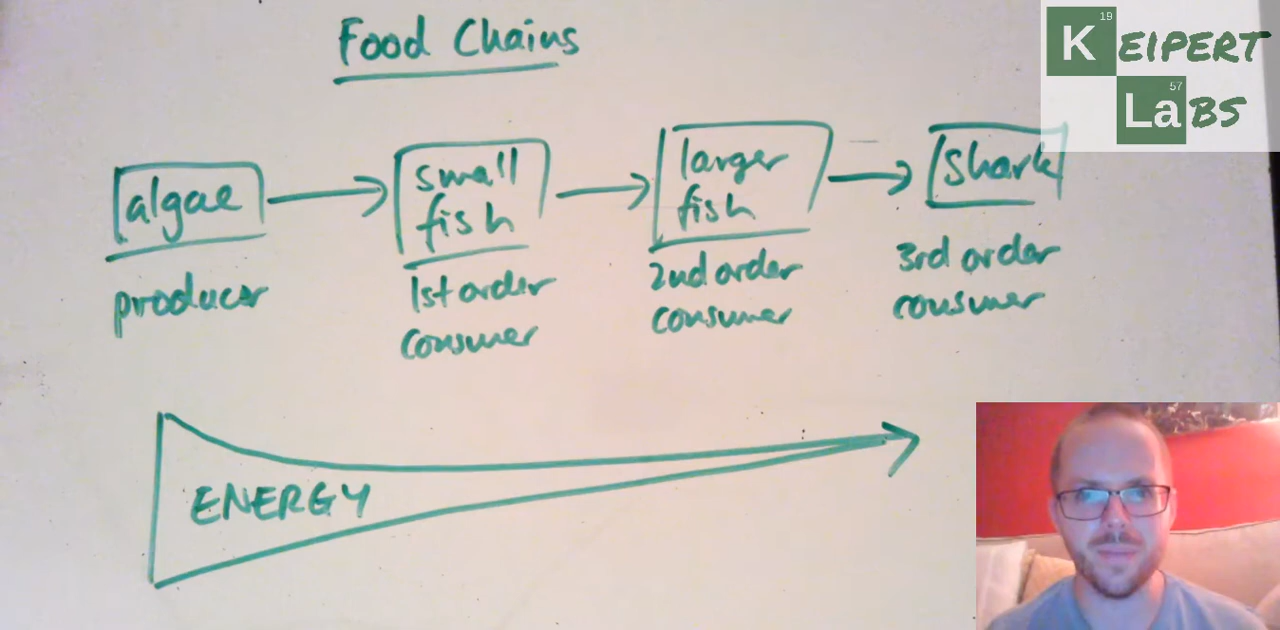 Food Chains
19
KEIPERT
57
LaBS
algae
small
fish
larger
fish
shark
producer
1st order
consumer
2nd order
consumer
3rd order
consumer
ENERGY